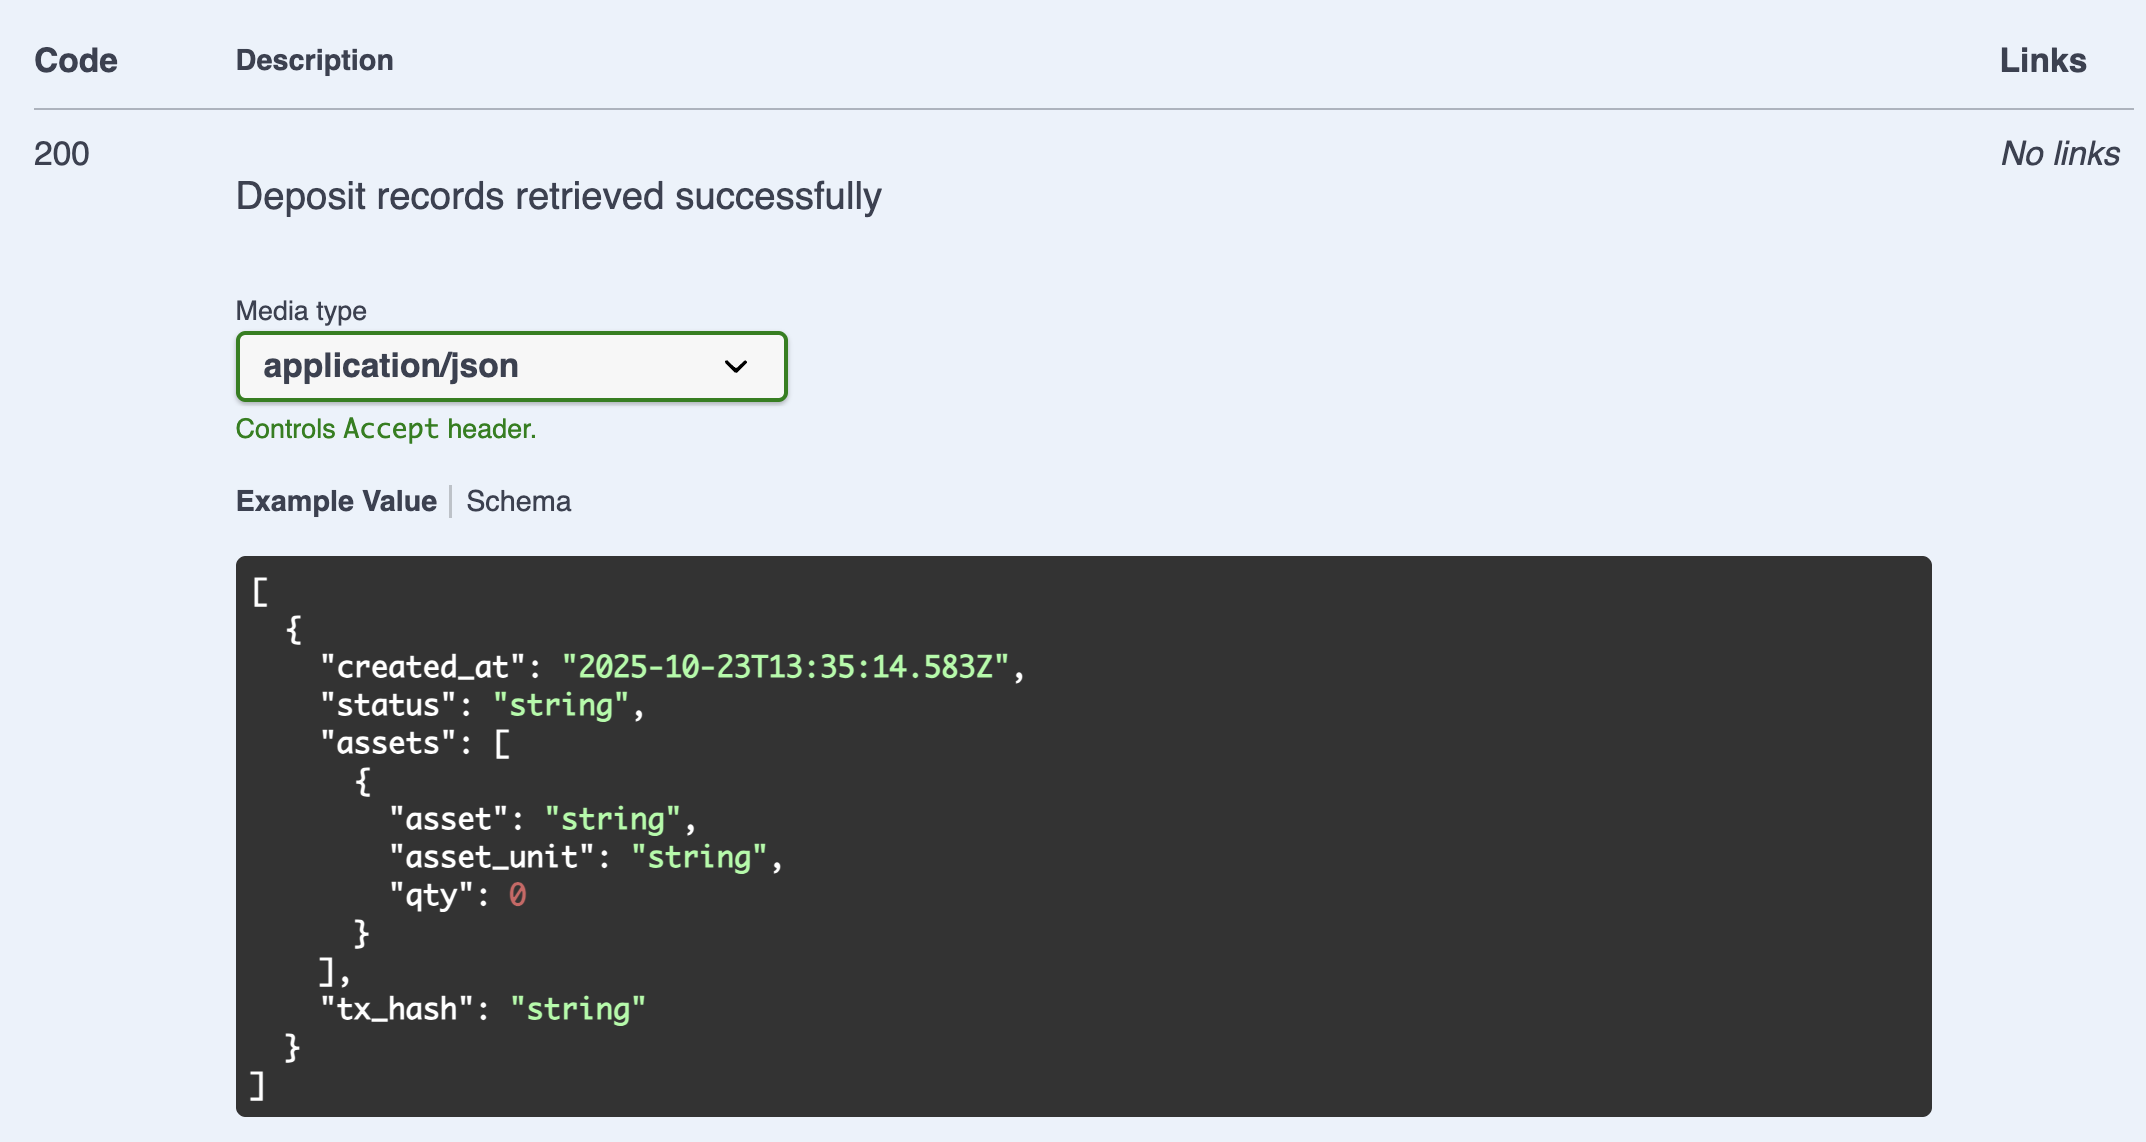 Code Description Links
200 No links
Deposit records retrieved successfully
Media type
application/json
Controls Accept header.
Example Value | Schema
[
  {
    "created_at": "2025-10-23T13:35:14.583Z",
    "status": "string",
    "assets": [
      {
        "asset": "string",
        "asset_unit": "string",
        "qty": 0
      }
    ],
    "tx_hash": "string"
  }
]